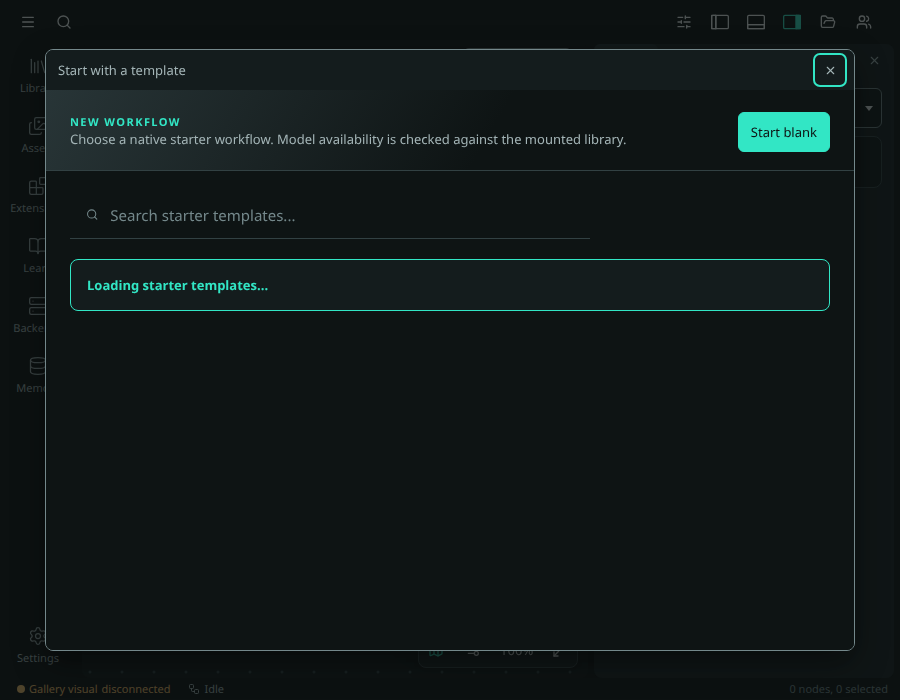 Start with a template
NEW WORKFLOW
Choose a native starter workflow. Model availability is checked against the mounted library.
Start blank
Search starter templates...
Loading starter templates...
Settings
100%
Gallery visual disconnected
Idle
0 nodes, 0 selected